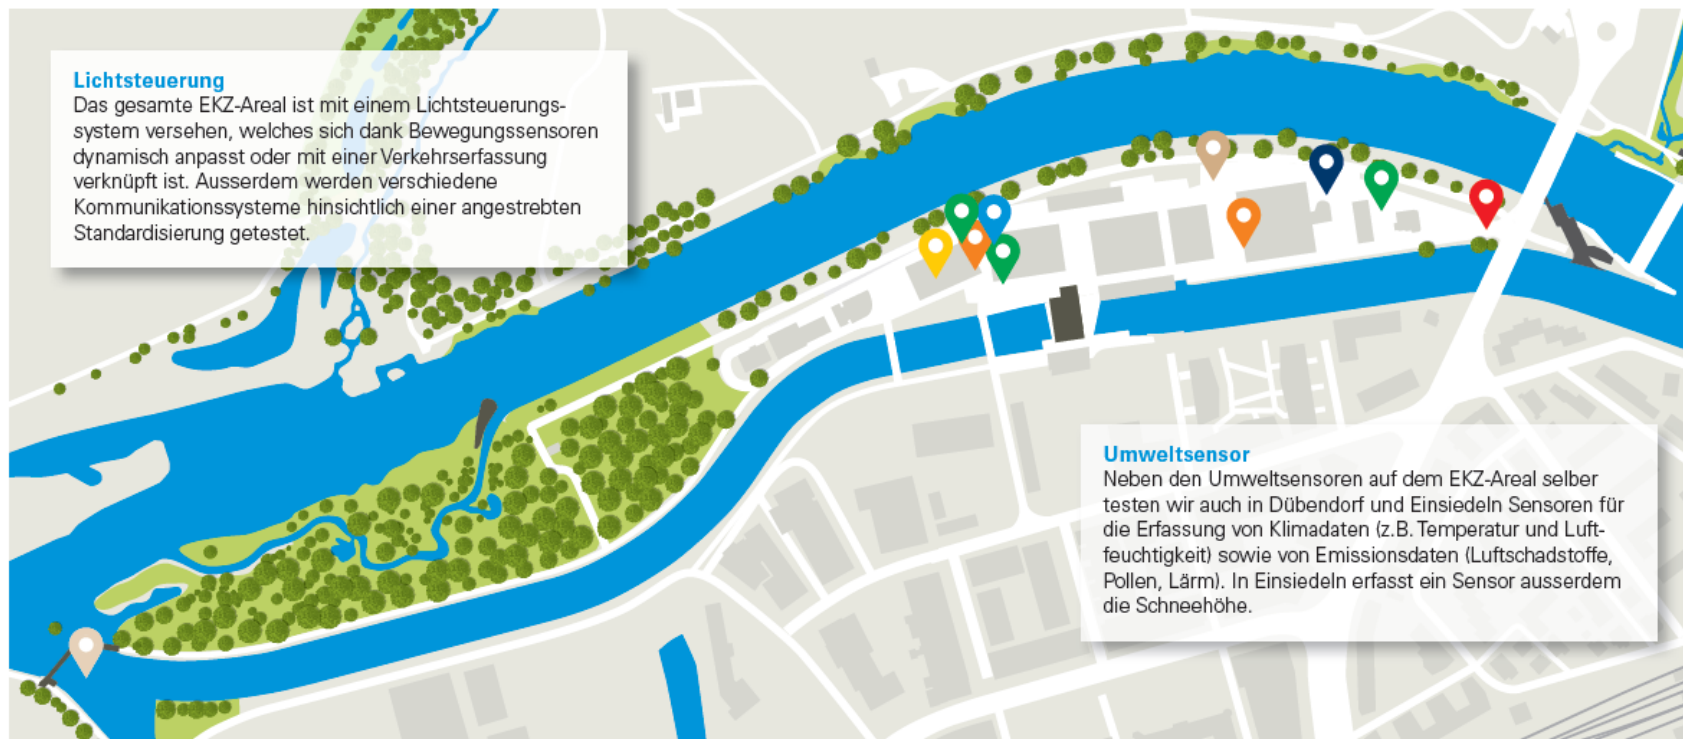 Lichtsteuerung
Das gesamte EKZ-Areal ist mit einem Lichtsteuerungs-
system versehen, welches sich dank Bewegungssensoren
dynamisch anpasst oder mit einer Verkehrserfassung
verknüpft ist. Ausserdem werden verschiedene
Kommunikationssysteme hinsichtlich einer angestrebten
Standardisierung getestet.
Umweltsensor
Neben den Umweltsensoren auf dem EKZ-Areal selber
testen wir auch in Dübendorf und Einsiedeln Sensoren für
die Erfassung von Klimadaten (z.B. Temperatur und Luft-
feuchtigkeit) sowie von Emissionsdaten (Luftschadstoffe,
Pollen, Lärm). In Einsiedeln erfasst ein Sensor ausserdem
die Schneehöhe.